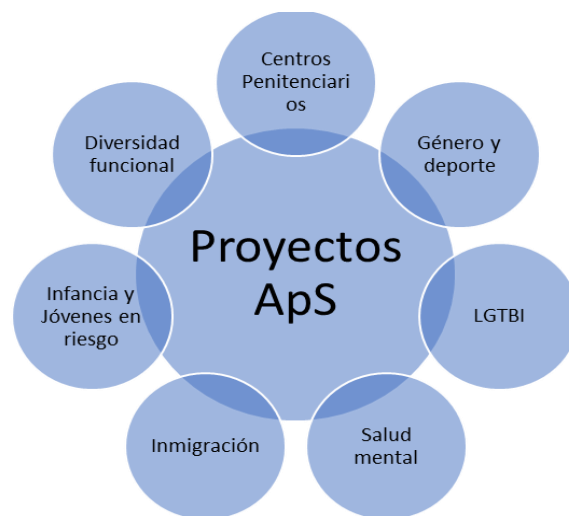 Centros
Penitenciari
os
Género y
deporte
LGTBI
Salud
mental
Inmigración
Infancia y
Jóvenes en
riesgo
Diversidad
funcional
Proyectos
ApS